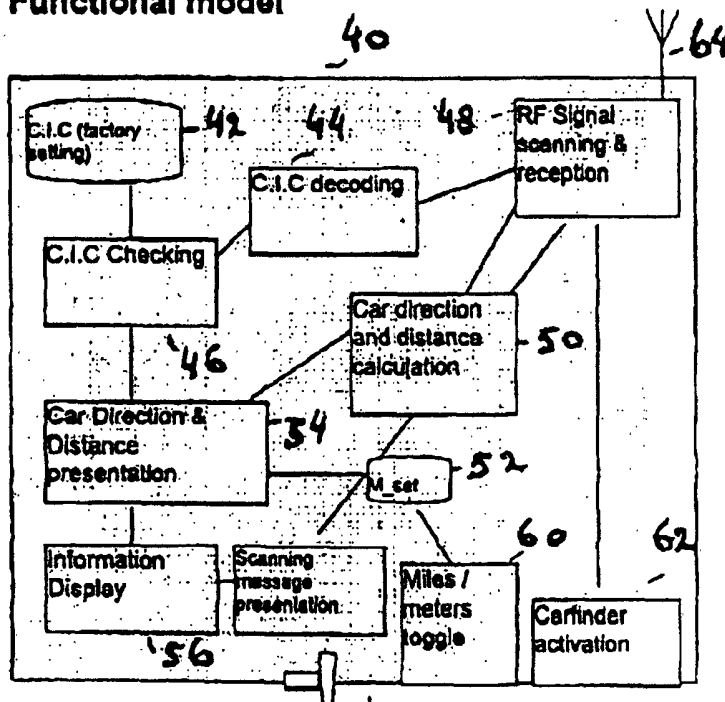 Functional model
40
64
C.I.C (factory
setting)
42
44
48
RF Signal
scanning &
reception
C.I.C decoding
C.I.C Checking
46
Car direction
and distance
calculation
50
Car Direction &
Distance
presentation
54
M_set
52
Information
Display
56
Scanning
message
presentation
60
Miles /
meters
toggle
62
Carfinder
activation